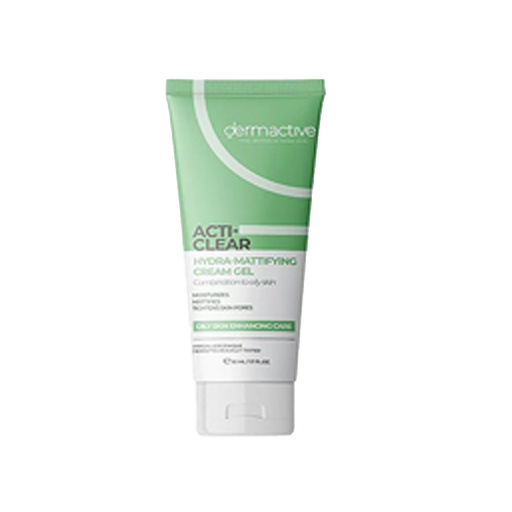 dermactive
ACTI-
CLEAR
HYDRA-MATTIFYING
CREAM GEL
Combination to oily skin
MOISTURIZES
MATTIFIES
TIGHTENS SKIN PORES
OILY SKIN ENHANCING CARE